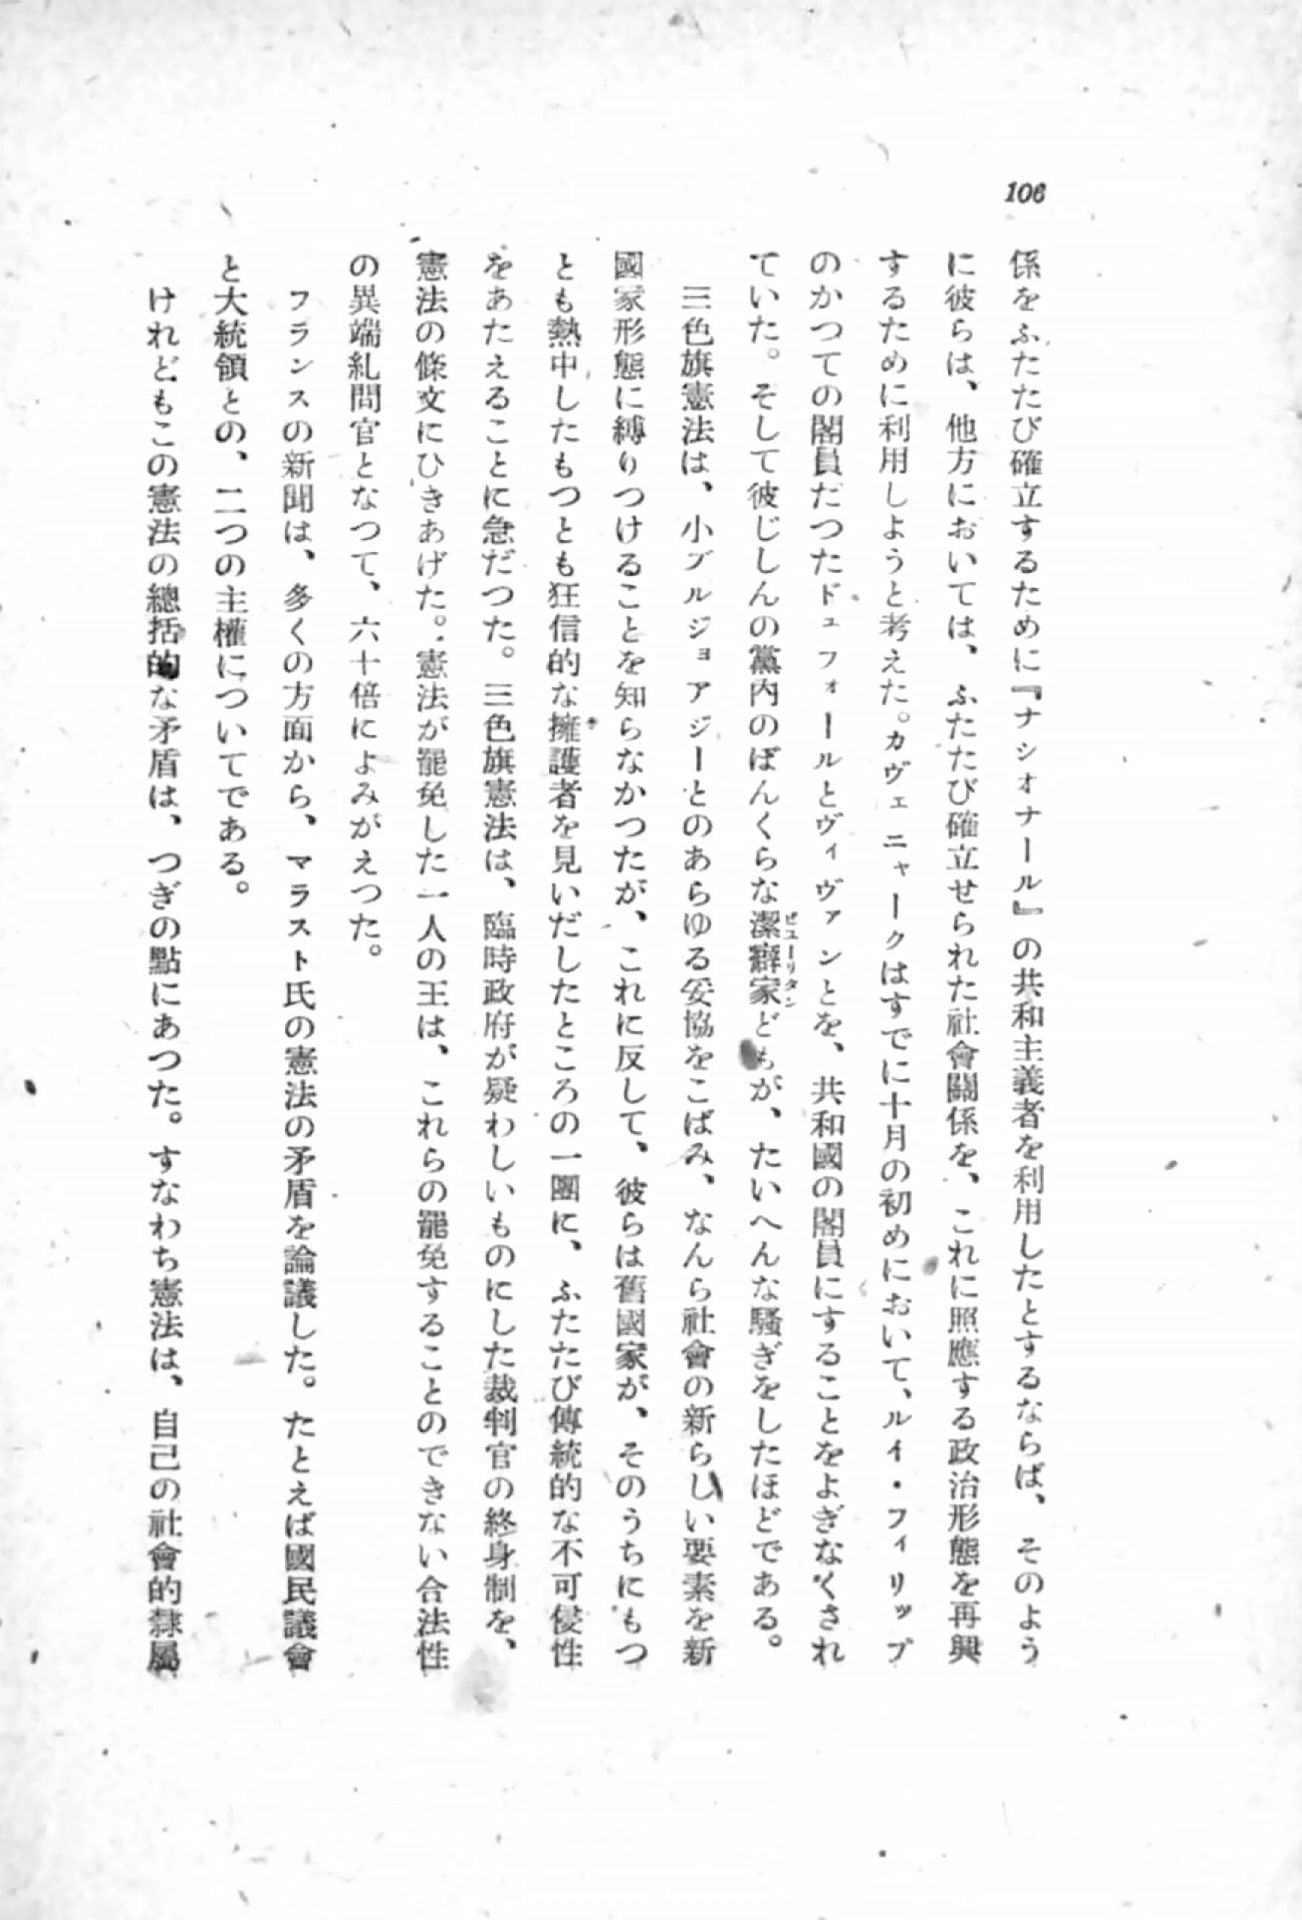 106
係をふたたび確立するために『ナシォナール』の共和主義者を利用したとするならば、そのよう
に彼らは、他方においては、ふたたび確立せられた社會關係を、これに照應する政治形態を再興
するために利用しようと考えた。カヴェニャークはすでに十月の初めにおいて、ルイ・フィリップ
のかつての閣員だつたドュフォールとヴィヴァンとを、共和國の閣員にすることをよぎなくされ
ていた。そして彼じしんの黨内のぼんくらな潔癖家どもが、たいへんな騷ぎをしたほどである。
ピューリタン
三色旗憲法は、小ブルジョアジーとのあらゆる妥協をこばみ、なんら社會の新らしい要素を新
國家形態に縛りつけることを知らなかつたが、これに反して、彼らは舊國家が、そのうちにもつ
とも熱中したもつとも狂信的な擁護者を見いだしたところの一團に、ふたたび傳統的な不可侵性
をあたえることに急だつた。三色旗憲法は、臨時政府が疑わしいものにした裁判官の終身制を、
憲法の條文にひきあげた。憲法が罷免した一人の王は、これらの罷免することのできない合法性
の異端糺問官となつて、六十倍によみがえつた。
フランスの新聞は、多くの方面から、マラスト氏の憲法の矛盾を論議した。たとえば國民議會
と大統領との、二つの主權についてである。
けれどもこの憲法の總括的な矛盾は、つぎの點にあつた。すなわち憲法は、自己の社會的隸屬